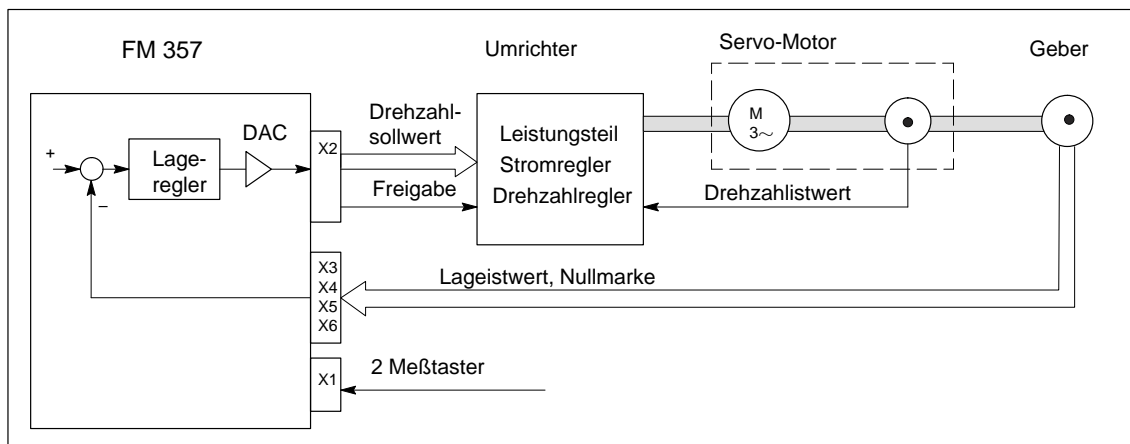 FM 357
Umrichter
Servo-Motor
Geber
DAC
+
–
Lage-
regler
X2
Drehzahl-
sollwert
Freigabe
Leistungsteil
Stromregler
Drehzahlregler
M
3~
Drehzahlistwert
X3
X4
X5
X6
Lageistwert, Nullmarke
X1
2 Meßtaster